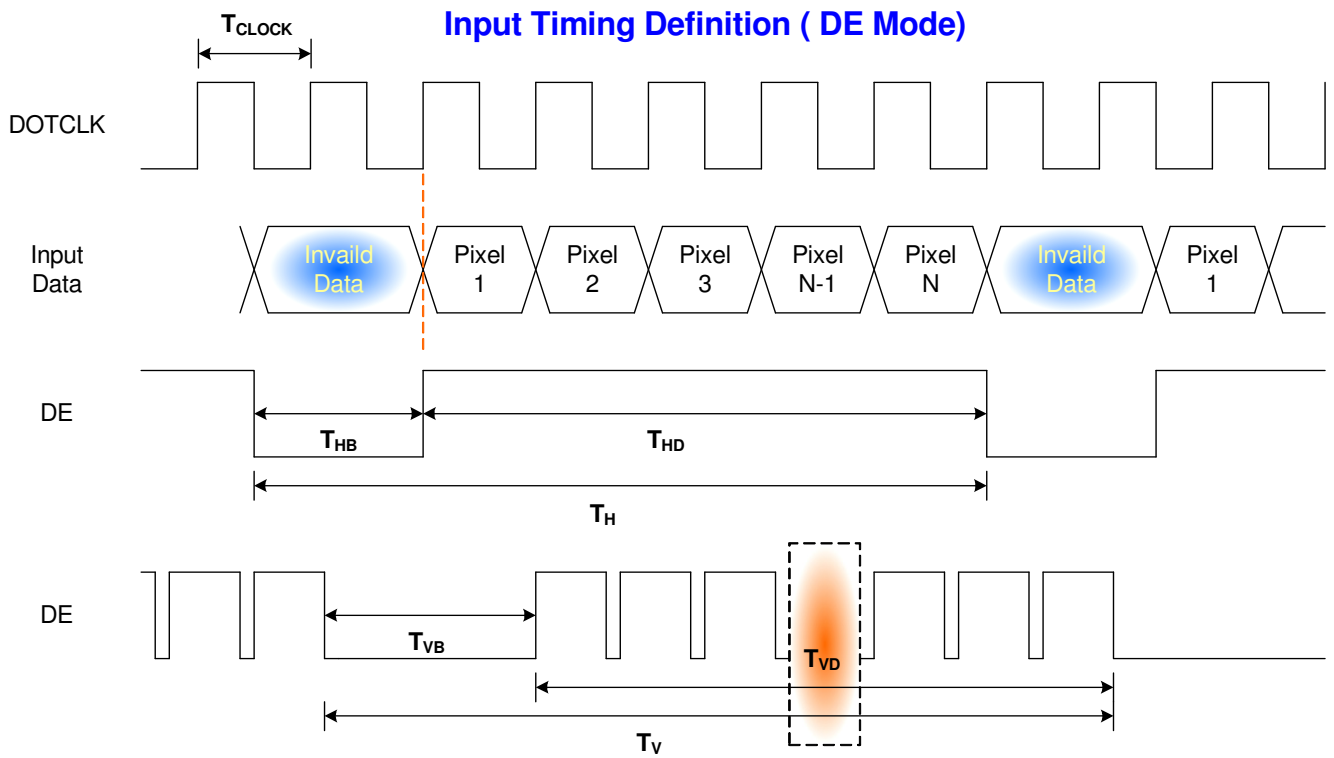 Input Timing Definition ( DE Mode)
TCLOCK
DOTCLK
Input
Data
Invaild
Data
Pixel
1
Pixel
2
Pixel
3
Pixel
N-1
Pixel
N
Invaild
Data
Pixel
1
DE
THB
THD
TH
DE
TVB
TVD
TV